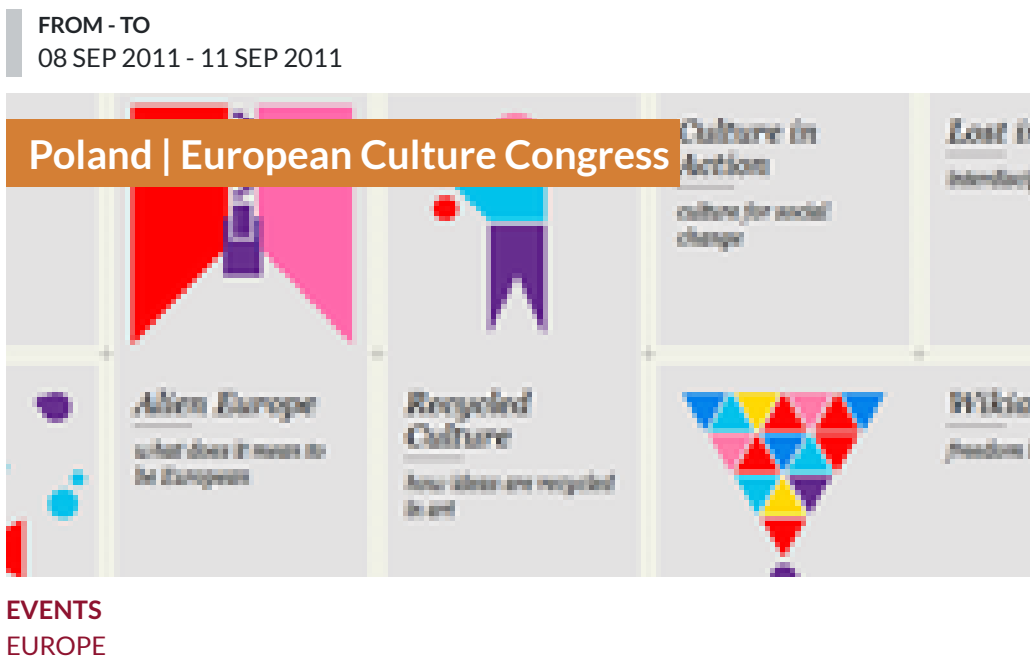 FROM - TO
08 SEP 2011 - 11 SEP 2011
Poland | European Culture Congress
Culture in
Action
culture for social
change
Lost
Alien Europe
what does it mean to
be European
Recycled
Culture
how ideas are recycled
in art
freedom
EVENTS
EUROPE